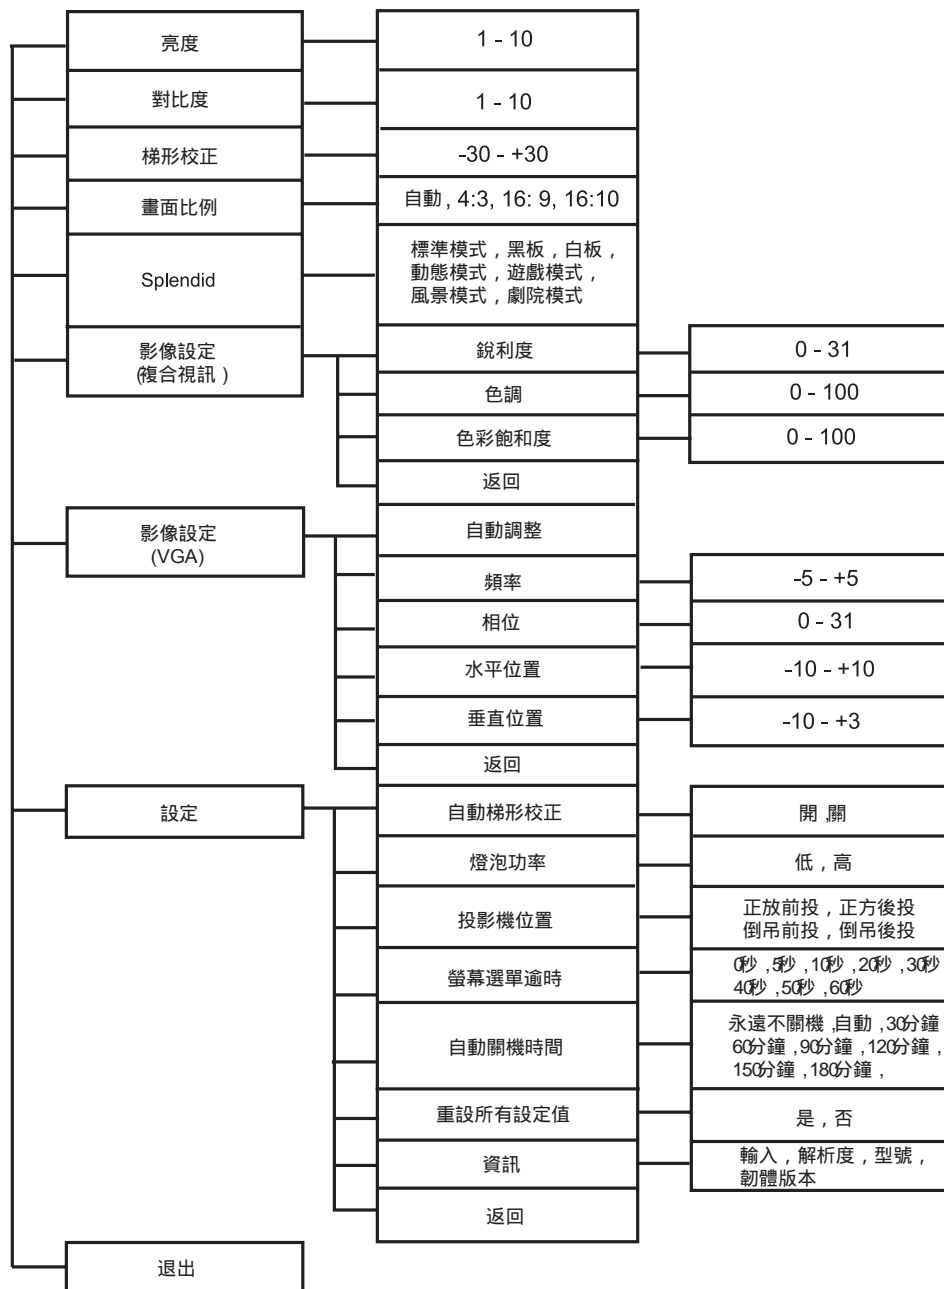 亮度
1 - 10
對比度
1 - 10
梯形校正
-30 - +30
畫面比例
自動 , 4:3, 16: 9, 16:10
Splendid
標準模式 , 黑板 , 白板 ,
動態模式 , 遊戲模式 ,
風景模式 , 劇院模式
影像設定
(複合視訊 )
銳利度
0 - 31
色調
0 - 100
色彩飽和度
0 - 100
返回
影像設定
(VGA)
自動調整
頻率
-5 - +5
相位
0 - 31
水平位置
-10 - +10
垂直位置
-10 - +3
返回
設定
自動梯形校正
開 ,關
燈泡功率
低 , 高
投影機位置
正放前投 , 正方後投
倒吊前投 , 倒吊後投
螢幕選單逾時
0秒 ,5秒 ,10秒 ,20秒 ,30秒
40秒 ,50秒 ,60秒
自動關機時間
永遠不關機 ,自動 ,30分鐘
60分鐘 ,90分鐘 ,120分鐘 ,
150分鐘 ,180分鐘 ,
重設所有設定值
是 , 否
資訊
輸入 , 解析度 , 型號 ,
韌體版本
返回
退出